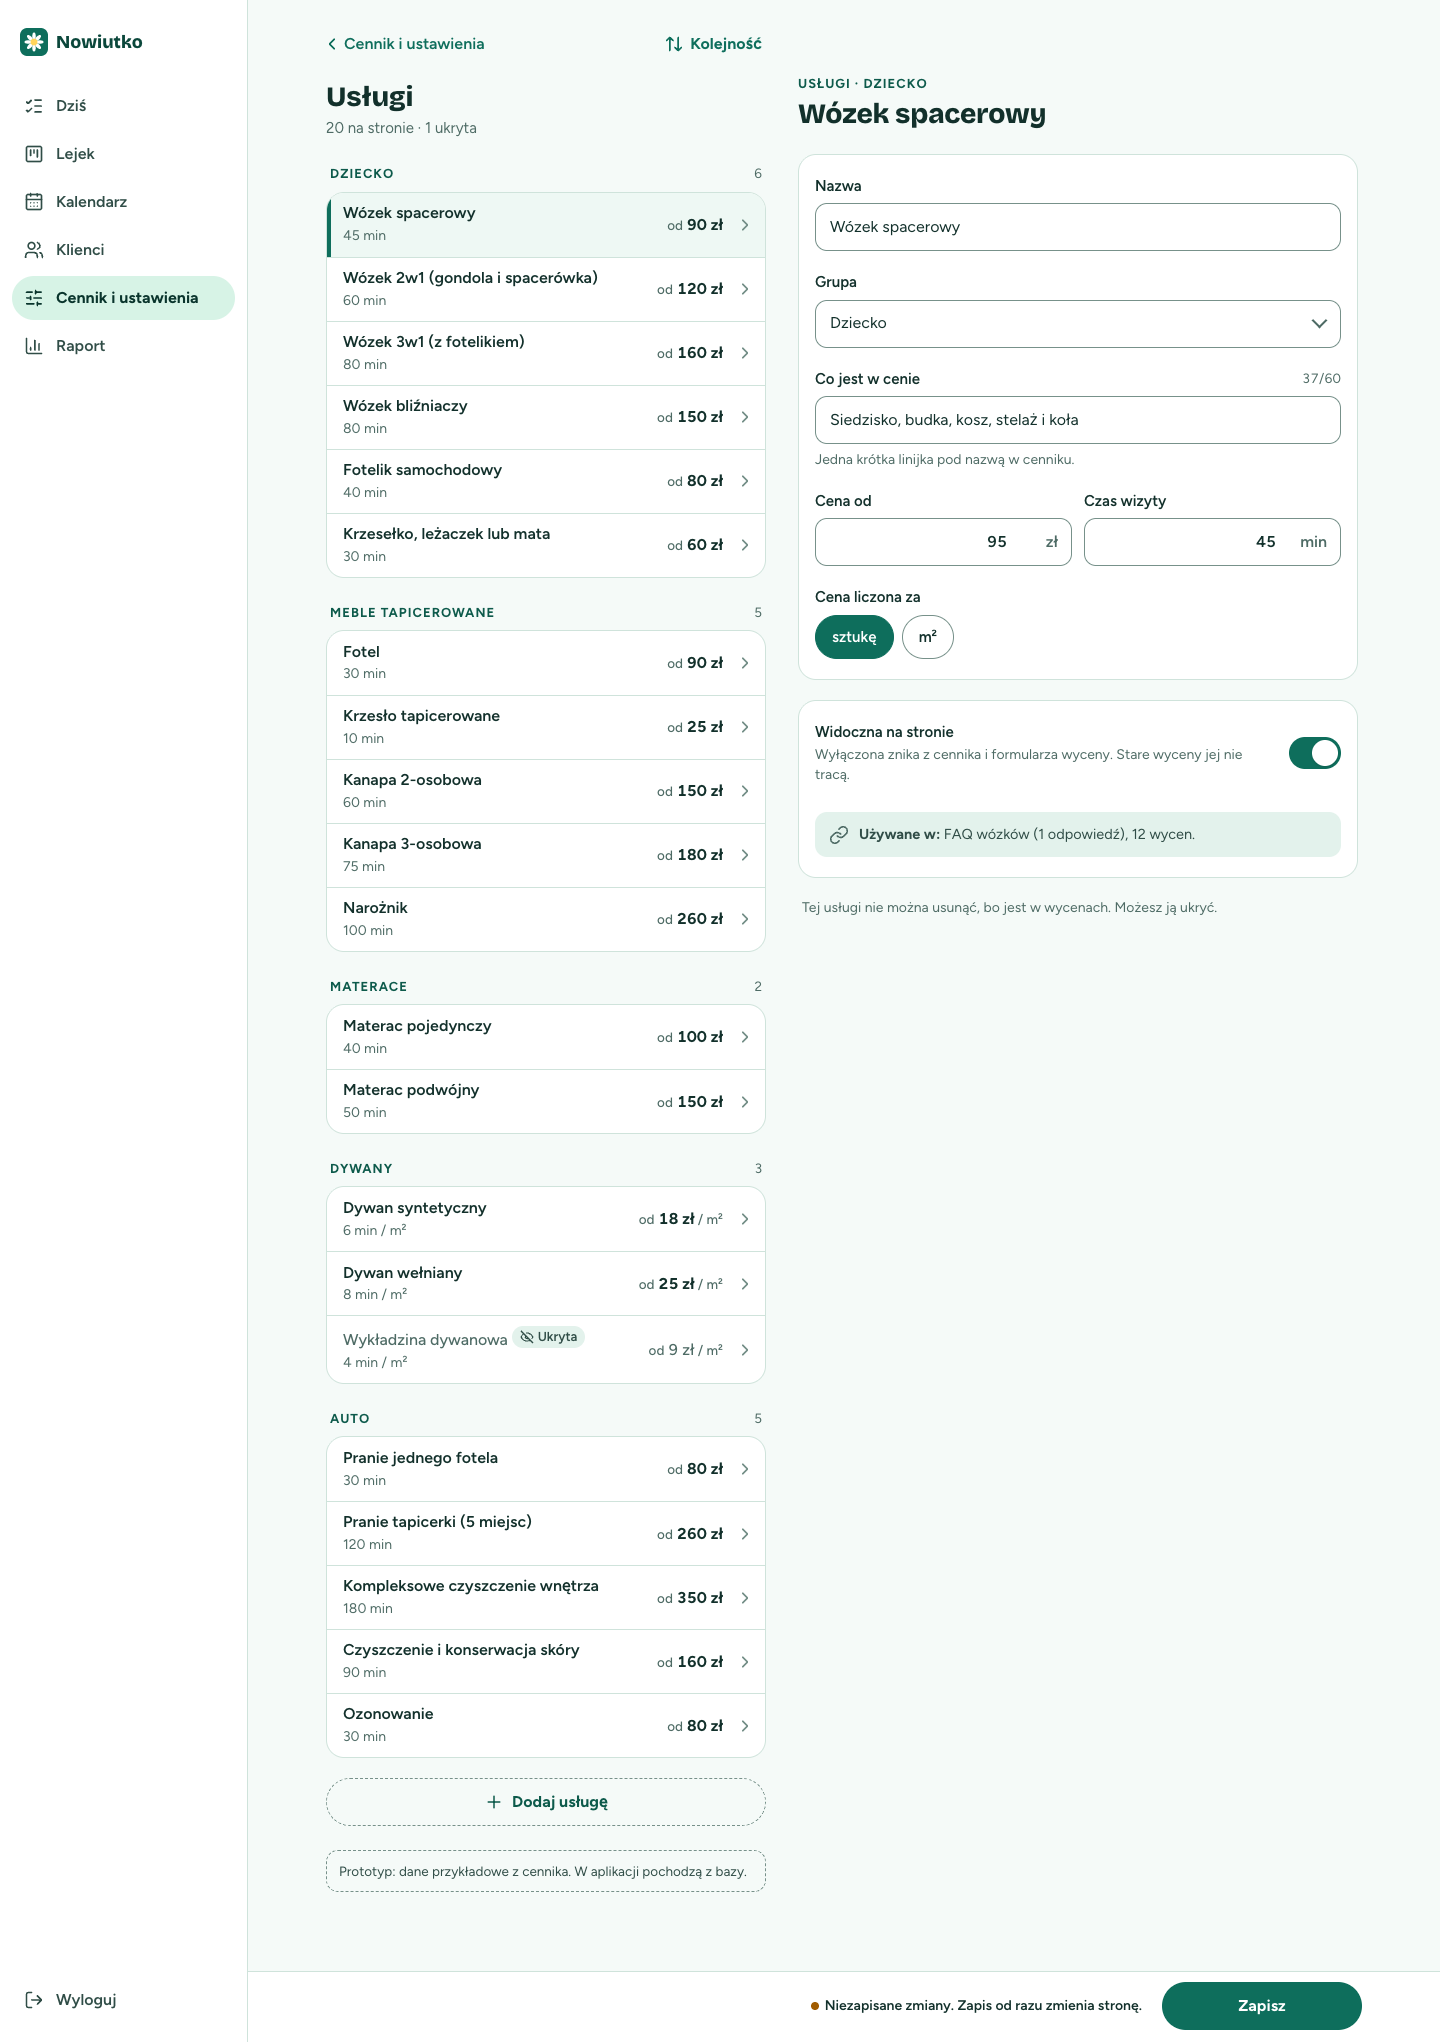 Nowiutko
Dziś
Lejek
Kalendarz
Klienci
Cennik i ustawienia
Raport
Wyloguj
Cennik i ustawienia
Kolejność
Usługi
20 na stronie · 1 ukryta
DZIECKO 6
Wózek spacerowy
45 min
od 90 zł
Wózek 2w1 (gondola i spacerówka)
60 min
od 120 zł
Wózek 3w1 (z fotelikiem)
80 min
od 160 zł
Wózek bliźniaczy
80 min
od 150 zł
Fotelik samochodowy
40 min
od 80 zł
Krzesełko, leżaczek lub mata
30 min
od 60 zł
MEBLE TAPICEROWANE 5
Fotel
30 min
od 90 zł
Krzesło tapicerowane
10 min
od 25 zł
Kanapa 2-osobowa
60 min
od 150 zł
Kanapa 3-osobowa
75 min
od 180 zł
Narożnik
100 min
od 260 zł
MATERACE 2
Materac pojedynczy
40 min
od 100 zł
Materac podwójny
50 min
od 150 zł
DYWANY 3
Dywan syntetyczny
6 min / m²
od 18 zł / m²
Dywan wełniany
8 min / m²
od 25 zł / m²
Wykładzina dywanowa Ukryta
4 min / m²
od 9 zł / m²
AUTO 5
Pranie jednego fotela
30 min
od 80 zł
Pranie tapicerki (5 miejsc)
120 min
od 260 zł
Kompleksowe czyszczenie wnętrza
180 min
od 350 zł
Czyszczenie i konserwacja skóry
90 min
od 160 zł
Ozonowanie
30 min
od 80 zł
Dodaj usługę
Prototyp: dane przykładowe z cennika. W aplikacji pochodzą z bazy.
USŁUGI · DZIECKO
Wózek spacerowy
Nazwa
Wózek spacerowy
Grupa
Dziecko
Co jest w cenie 37/60
Siedzisko, budka, kosz, stelaż i koła
Jedna krótka linijka pod nazwą w cenniku.
Cena od
95 zł
Czas wizyty
45 min
Cena liczona za
sztukę
m²
Widoczna na stronie
Wyłączona znika z cennika i formularza wyceny. Stare wyceny jej nie
tracą.
Używane w: FAQ wózków (1 odpowiedź), 12 wycen.
Tej usługi nie można usunąć, bo jest w wycenach. Możesz ją ukryć.
Niezapisane zmiany. Zapis od razu zmienia stronę.
Zapisz